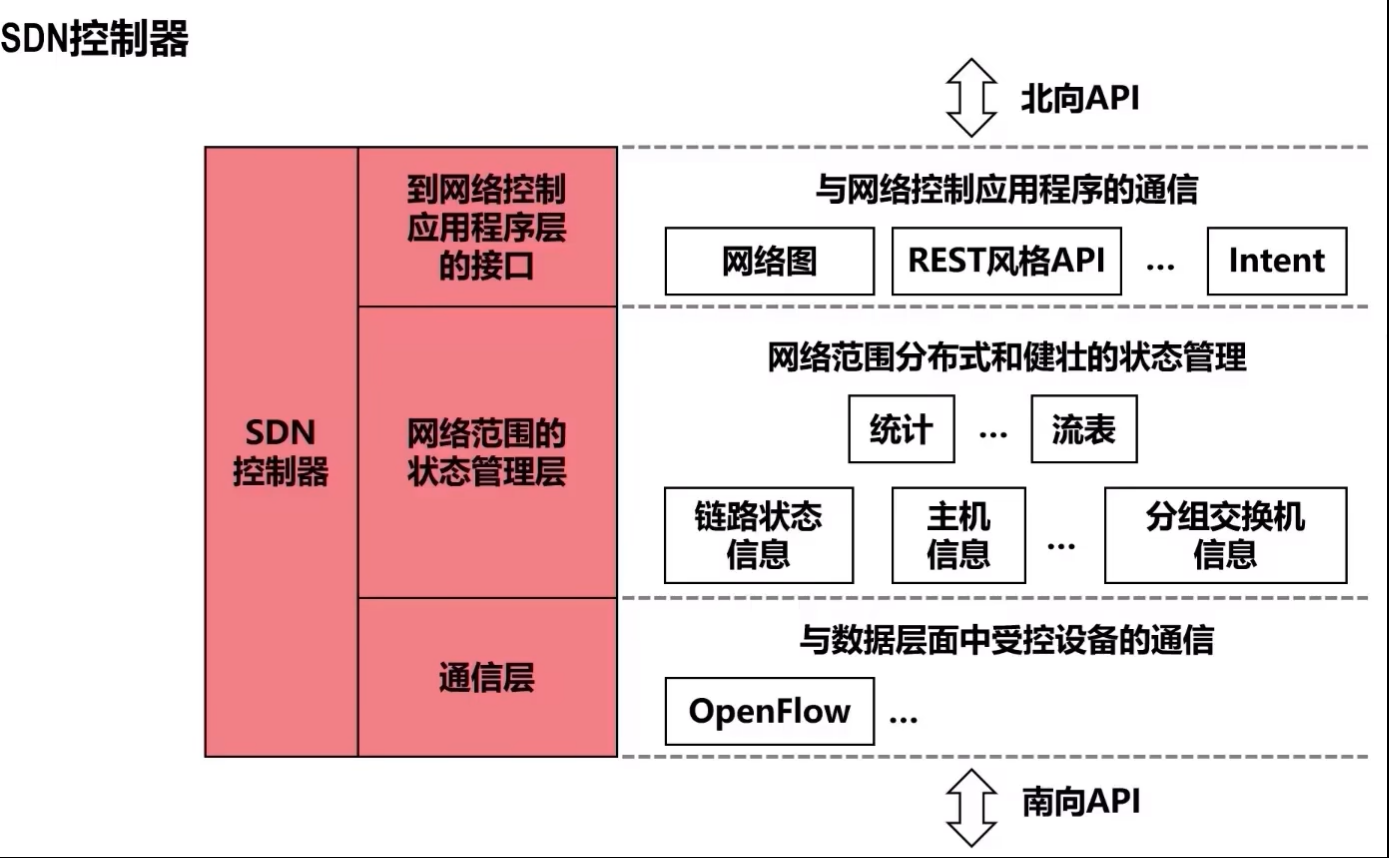 SDN控制器
北向API
到网络控制
应用程序层
的接口
与网络控制应用程序的通信
网络图
REST风格API
...
Intent
SDN
控制器
网络范围的
状态管理层
网络范围分布式和健壮的状态管理
统计
...
流表
链路状态
信息
主机
信息
...
分组交换机
信息
通信层
与数据层面中受控设备的通信
OpenFlow
...
南向API